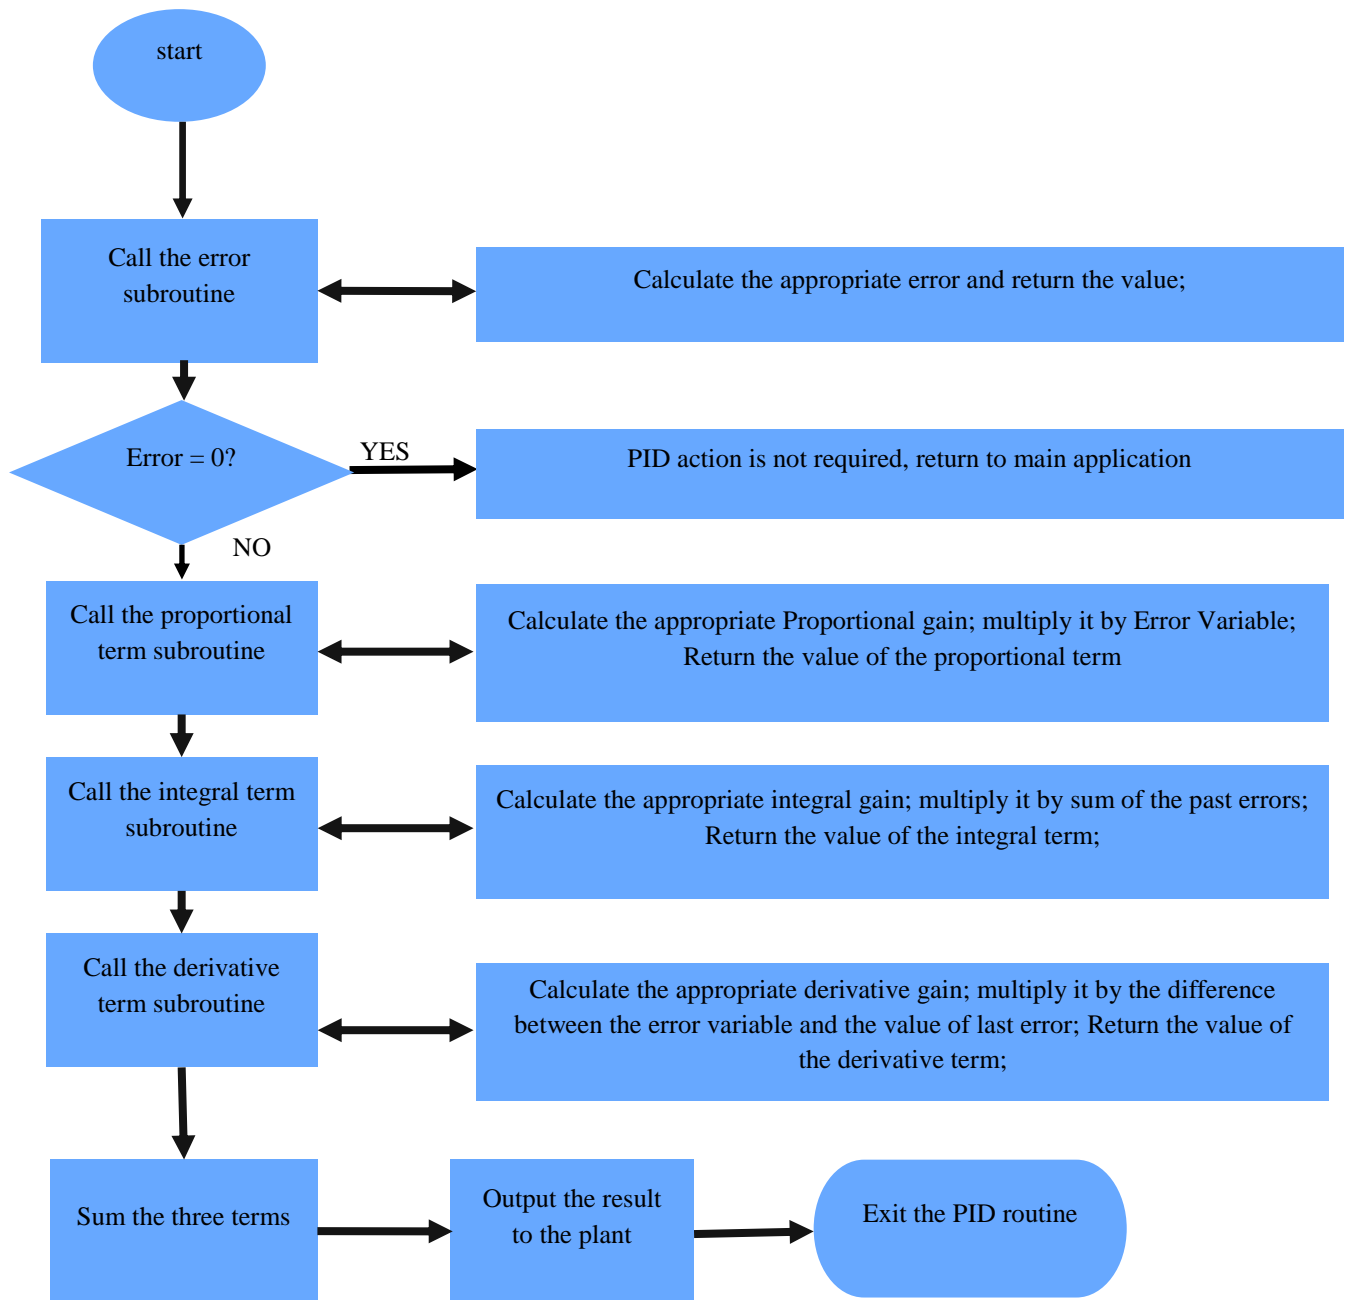 start
Call the error
subroutine
Calculate the appropriate error and return the value;
Error = 0?
YES
PID action is not required, return to main application
NO
Call the proportional
term subroutine
Calculate the appropriate Proportional gain; multiply it by Error Variable;
Return the value of the proportional term
Call the integral term
subroutine
Calculate the appropriate integral gain; multiply it by sum of the past errors;
Return the value of the integral term;
Call the derivative
term subroutine
Calculate the appropriate derivative gain; multiply it by the difference
between the error variable and the value of last error; Return the value of
the derivative term;
Sum the three terms
Output the result
to the plant
Exit the PID routine